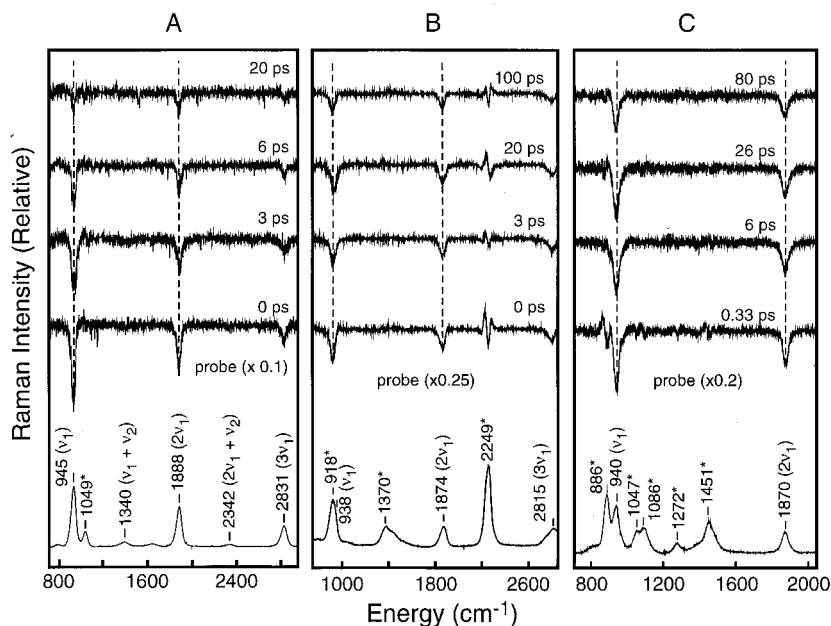 A
B
C
Raman Intensity (Relative)
20 ps
6 ps
3 ps
0 ps
probe (x 0.1)
945 (ν₁)
1049*
1340 (ν₁ + ν₂)
1888 (2ν₁)
2342 (2ν₁ + ν₂)
2831 (3ν₁)
800 1600 2400
100 ps
20 ps
3 ps
0 ps
probe (x0.25)
918*
938 (ν₁)
1370*
1874 (2ν₁)
2249*
2815 (3ν₁)
1000 1800 2600
80 ps
26 ps
6 ps
0.33 ps
probe (x0.2)
886*
940 (ν₁)
1047*
1086*
1272*
1451*
1870 (2ν₁)
800 1200 1600 2000
Energy (cm⁻¹)